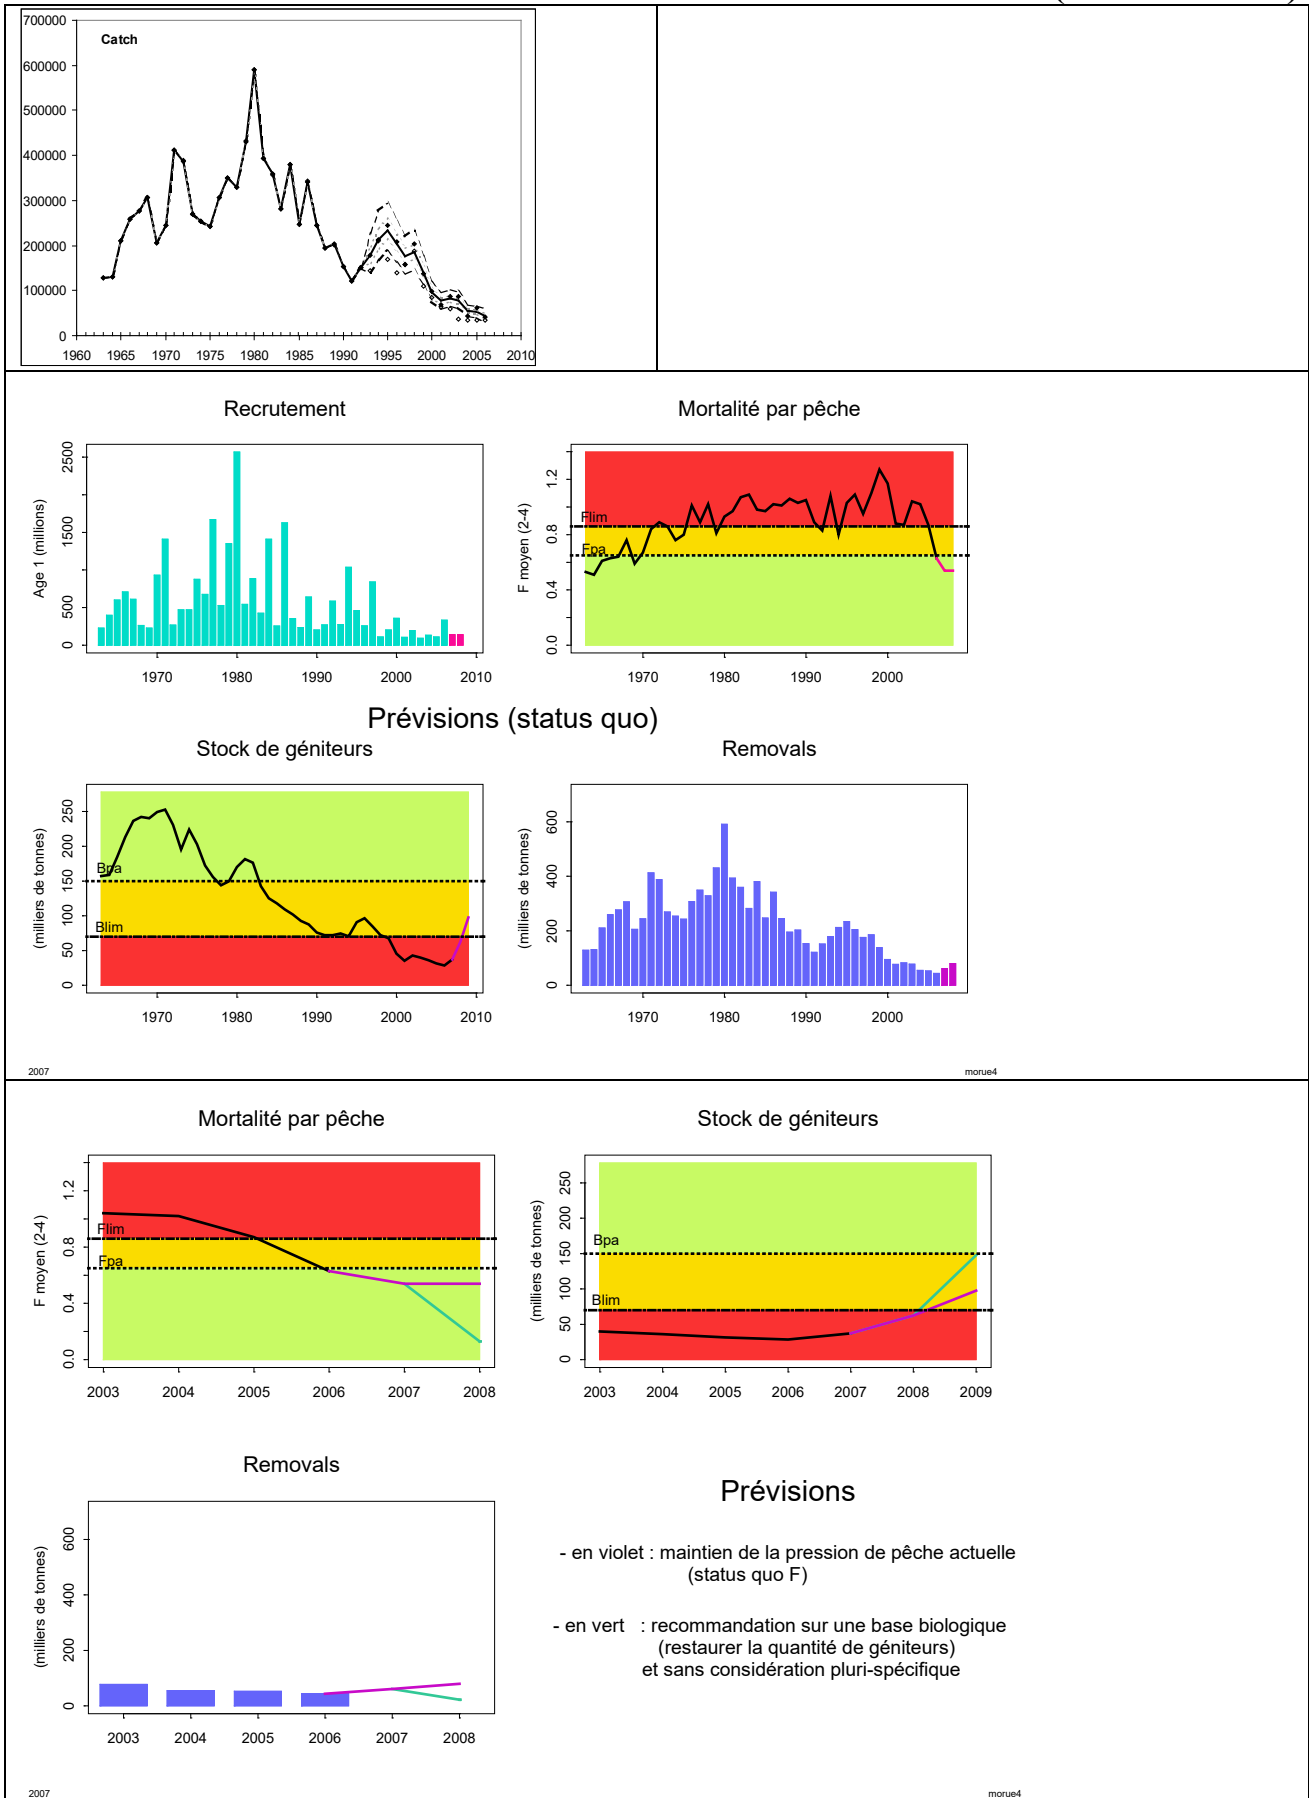 700000
Catch
600000
500000
400000
300000
200000
100000
0
1960 1965 1970 1975 1980 1985 1990 1995 2000 2005 2010
Recrutement
Age 1 (millions)
0 500 1500 2500
1970 1980 1990 2000 2010
Mortalité par pêche
F moyen (2-4)
0.0 0.4 0.8 1.2
Flim
Fpa
1970 1980 1990 2000
Prévisions (status quo)
Stock de géniteurs
(milliers de tonnes)
0 50 100 150 200 250
Bpa
Blim
1970 1980 1990 2000 2010
Removals
(milliers de tonnes)
0 200 400 600
1970 1980 1990 2000
2007
morue4
Mortalité par pêche
F moyen (2-4)
0.0 0.4 0.8 1.2
Flim
Fpa
2003 2004 2005 2006 2007 2008
Stock de géniteurs
(milliers de tonnes)
0 50 100 150 200 250
Bpa
Blim
2003 2004 2005 2006 2007 2008 2009
Removals
(milliers de tonnes)
0 200 400 600
2003 2004 2005 2006 2007 2008
Prévisions
- en violet : maintien de la pression de pêche actuelle
(status quo F)
- en vert : recommandation sur une base biologique
(restaurer la quantité de géniteurs)
et sans considération pluri-spécifique
2007
morue4